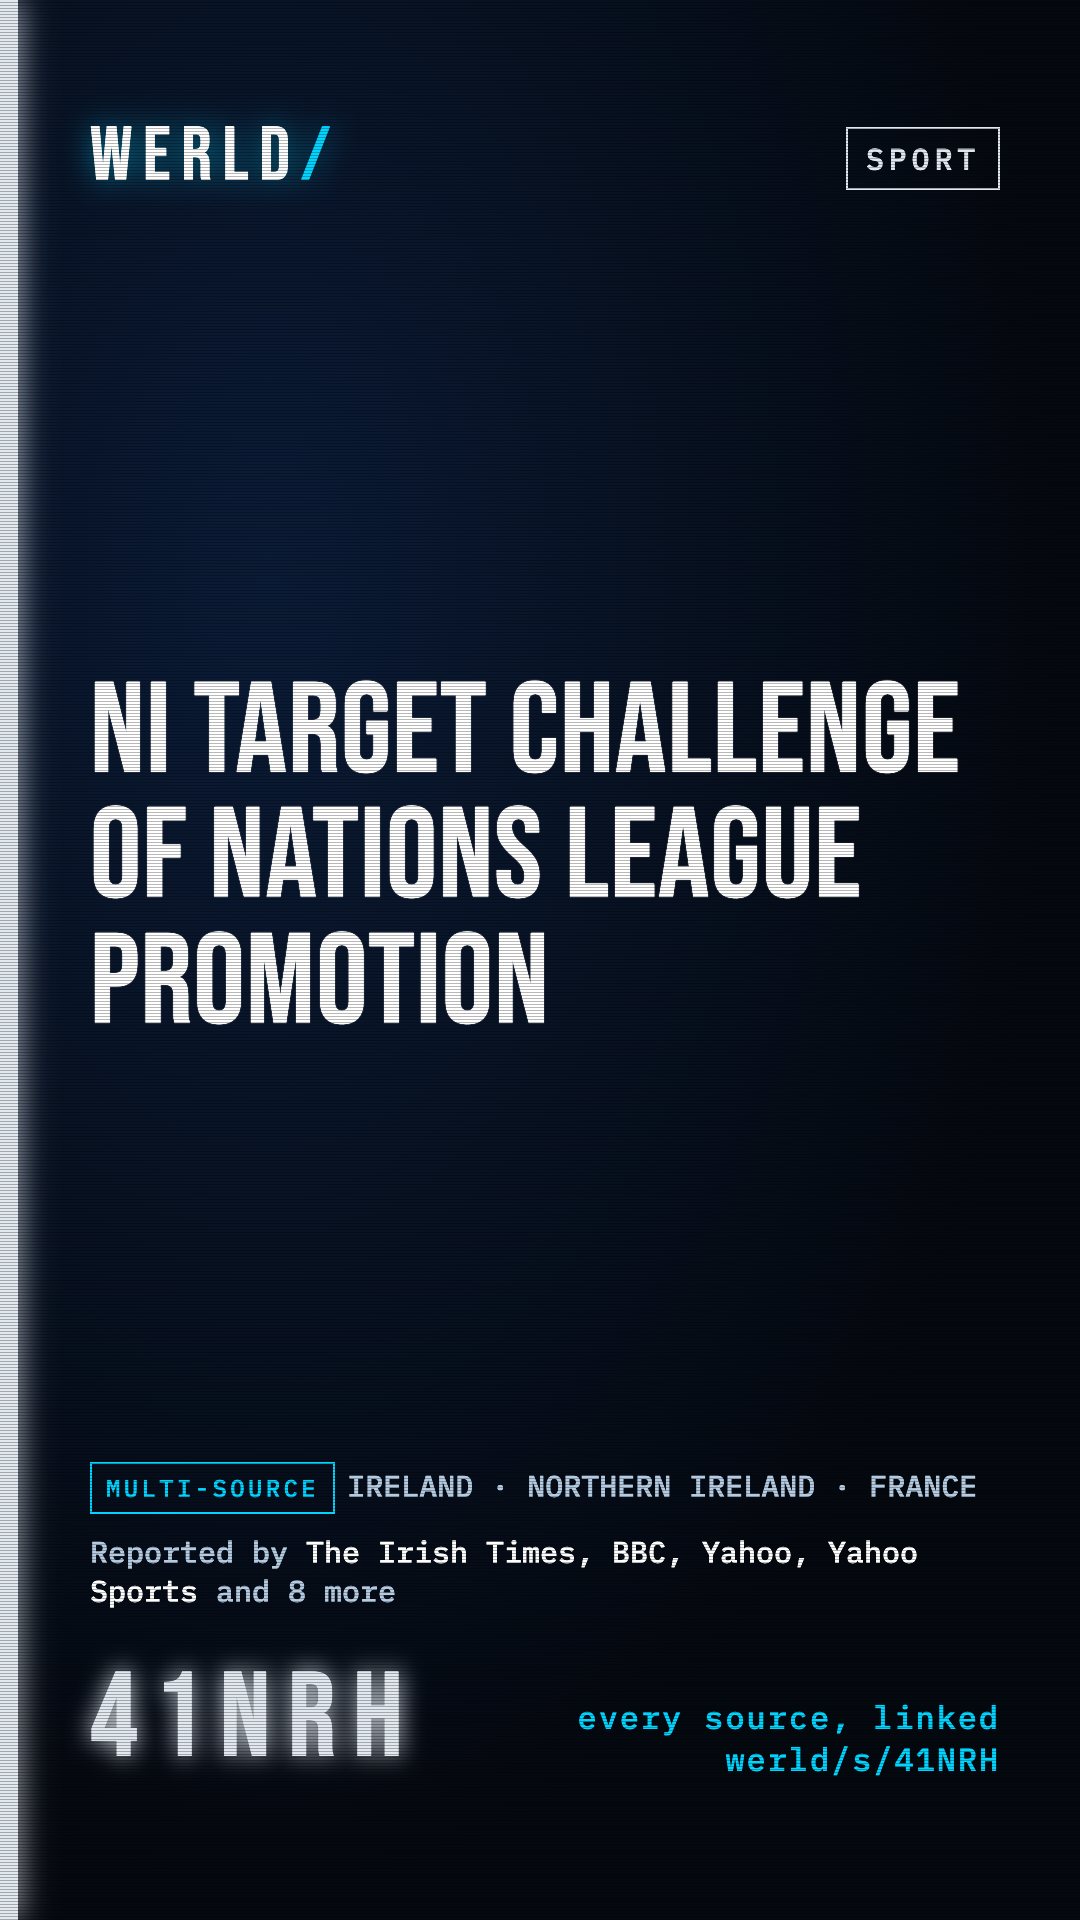 WERLD/
SPORT
NI TARGET CHALLENGE
OF NATIONS LEAGUE
PROMOTION
MULTI-SOURCE IRELAND · NORTHERN IRELAND · FRANCE
Reported by The Irish Times, BBC, Yahoo, Yahoo
Sports and 8 more
41NRH
every source, linked
werld/s/41NRH